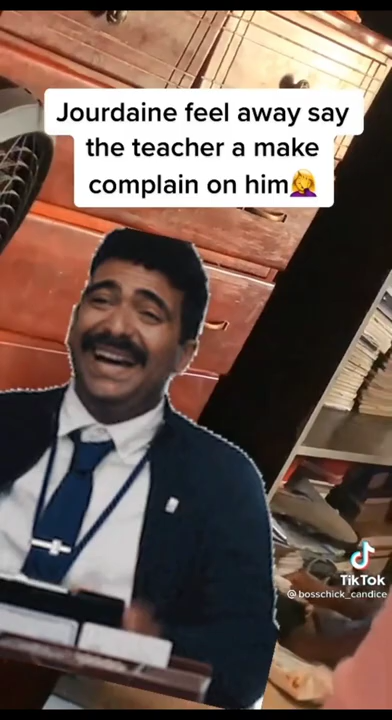 Jourdaine feel away say
the teacher a make
complain on him🤦‍♀️
TikTok
@bosschick_candice